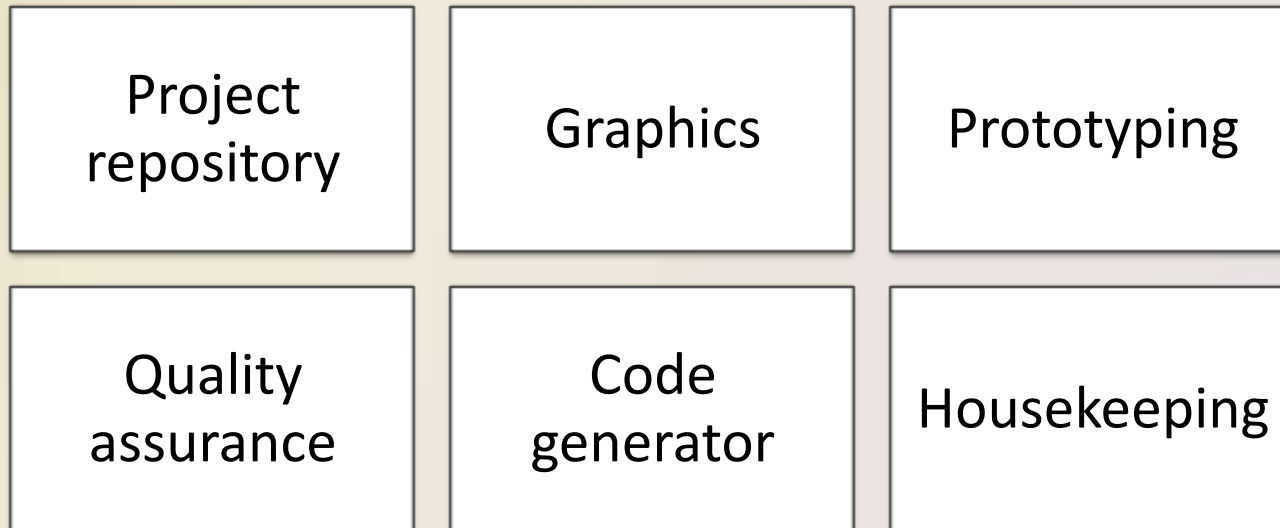 Project
repository
Graphics
Prototyping
Quality
assurance
Code
generator
Housekeeping